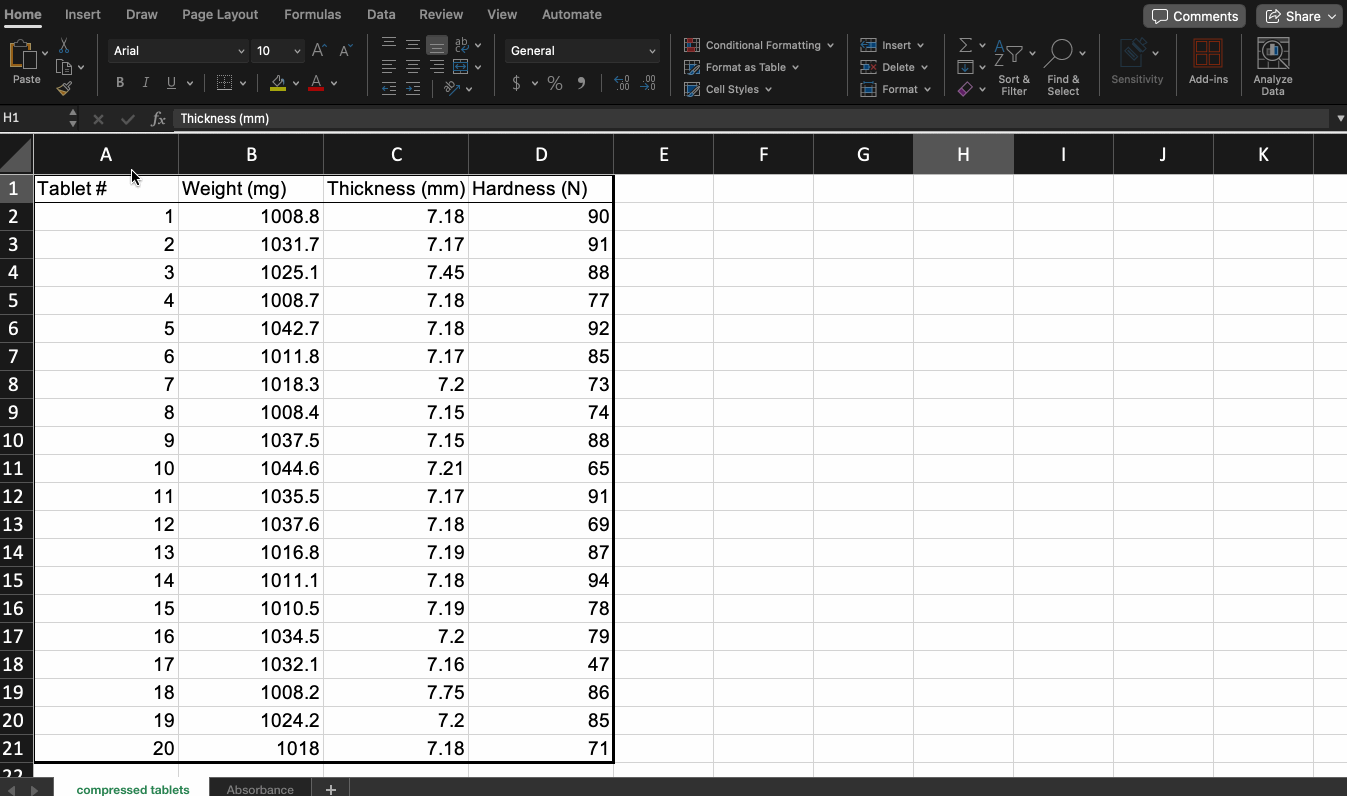 Home Insert Draw Page Layout Formulas Data Review View Automate Comments Share
Paste Arial 10 A A General Conditional Formatting Insert
B I U A ab $ % Format as Table Delete Sort & Filter Find & Select Sensitivity Add-ins Analyze Data
Cell Styles Format
H1 fx Thickness (mm)
A B C D E F G H I J K
1 Tablet # Weight (mg) Thickness (mm) Hardness (N)
2 1 1008.8 7.18 90
3 2 1031.7 7.17 91
4 3 1025.1 7.45 88
5 4 1008.7 7.18 77
6 5 1042.7 7.18 92
7 6 1011.8 7.17 85
8 7 1018.3 7.2 73
9 8 1008.4 7.15 74
10 9 1037.5 7.15 88
11 10 1044.6 7.21 65
12 11 1035.5 7.17 91
13 12 1037.6 7.18 69
14 13 1016.8 7.19 87
15 14 1011.1 7.18 94
16 15 1010.5 7.19 78
17 16 1034.5 7.2 79
18 17 1032.1 7.16 47
19 18 1008.2 7.75 86
20 19 1024.2 7.2 85
21 20 1018 7.18 71
22
compressed tablets Absorbance +